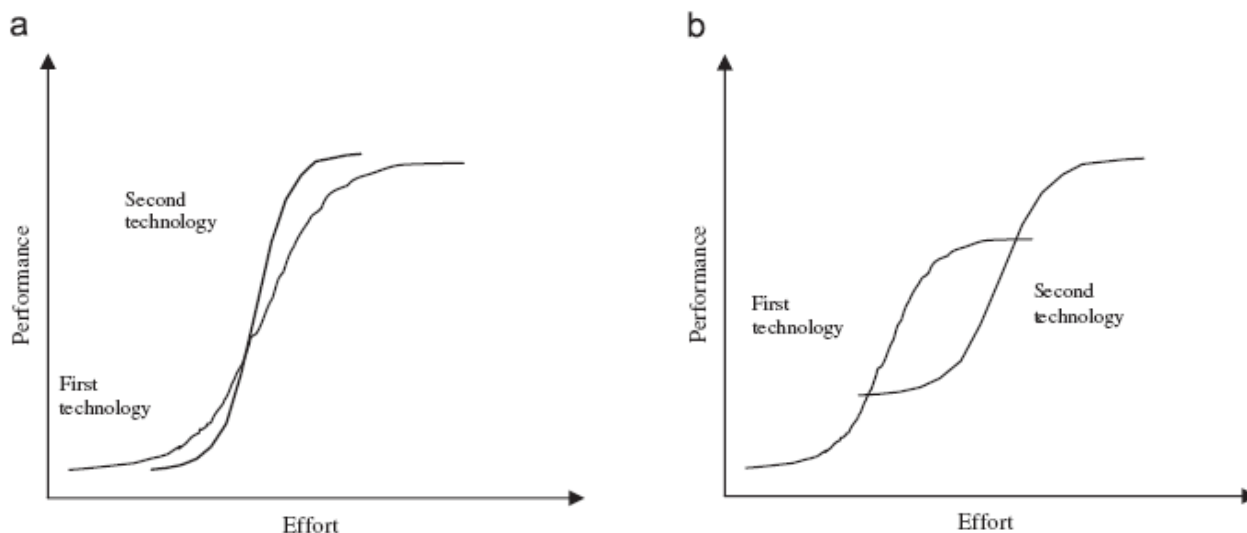 a
Second
technology
Performance
First
technology
Effort
b
First
technology
Performance
Second
technology
Effort